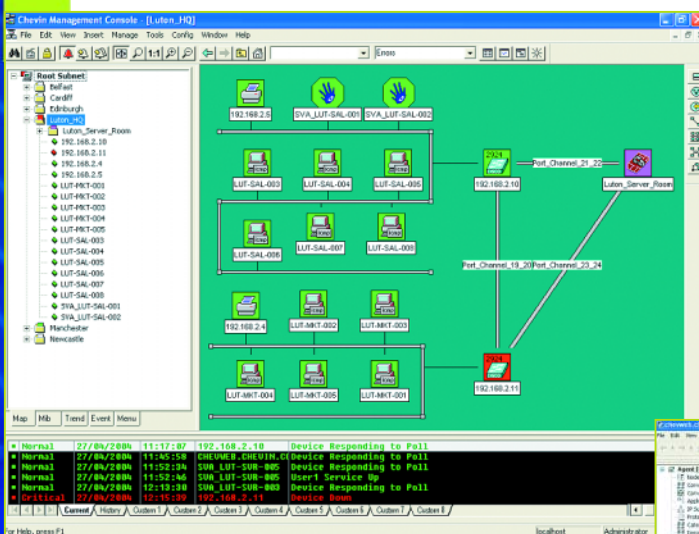 Chevin Management Console - [Luton_HQ]
File Edit View Insert Manage Tools Config Window Help
1:1 Errors
Root Subnet
Belfast
Cardiff
Edinburgh
Luton_HQ
Luton_Server_Room
192.168.2.10
192.168.2.11
192.168.2.4
192.168.2.5
LUT-MKT-001
LUT-MKT-002
LUT-MKT-003
LUT-MKT-004
LUT-MKT-005
LUT-SAL-003
LUT-SAL-004
LUT-SAL-005
LUT-SAL-006
LUT-SAL-007
LUT-SAL-008
SVA_LUT-SAL-001
SVA_LUT-SAL-002
Manchester
Newcastle
Map Mib Trend Event Menu
192.168.2.5 SVA_LUT-SAL-001 SVA_LUT-SAL-002
LUT-SAL-003 LUT-SAL-004 LUT-SAL-005
2924
192.168.2.10
Port_Channel_21_22
Luton_Server_Room
LUT-SAL-006 LUT-SAL-007 LUT-SAL-008
Port_Channel_19_20 Port_Channel_23_24
192.168.2.4 LUT-MKT-002 LUT-MKT-003
LUT-MKT-004 LUT-MKT-005 LUT-MKT-001
2924
192.168.2.11
Normal 27/04/2004 11:17:07 192.168.2.10 Device Responding to Poll
Normal 27/04/2004 11:45:58 CHEVWEB.CHEVIN.CO Device Responding to Poll
Normal 27/04/2004 11:52:34 SVA_LUT-SVR-005 Device Responding to Poll
Normal 27/04/2004 11:52:46 SVA_LUT-SVR-005 User1 Service Up
Normal 27/04/2004 12:13:30 SVA_LUT-SVR-003 Device Responding to Poll
Critical 27/04/2004 12:15:39 192.168.2.11 Device Down
Current History Custom 1 Custom 2 Custom 3 Custom 4 Custom 5 Custom 6 Custom 7 Custom 8
For Help, press F1
localhost Administrator
File Edit View
Agent